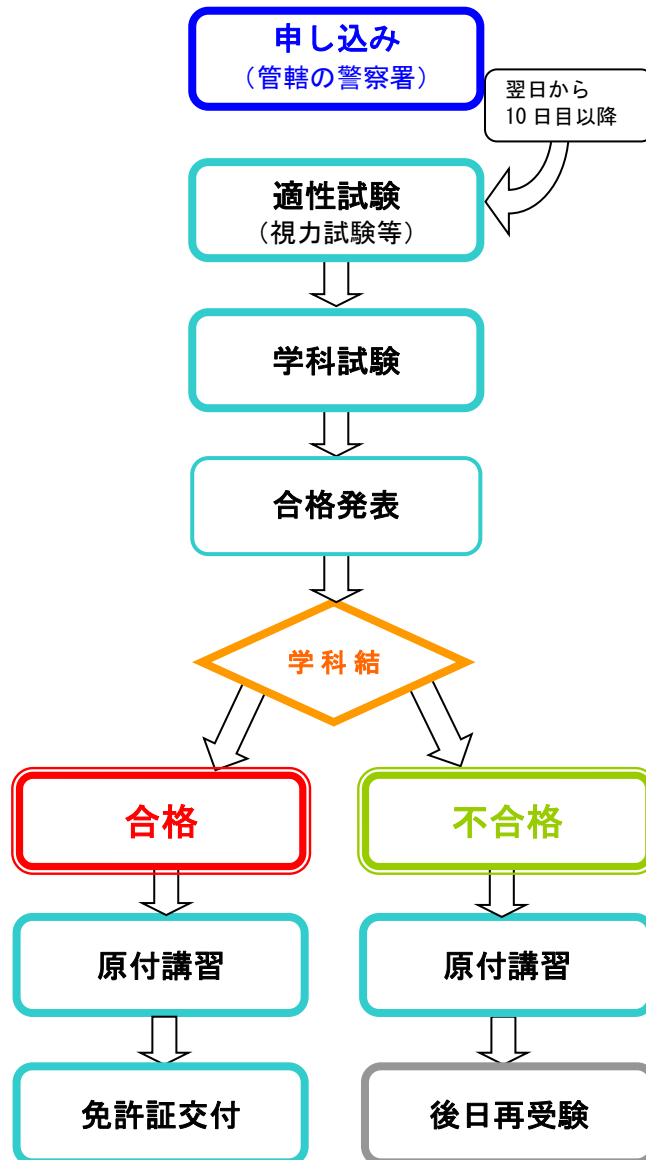 申し込み
（管轄の警察署）
翌日から
10日目以降
適性試験
（視力試験等）
学科試験
合格発表
学科結
合格
不合格
原付講習
原付講習
免許証交付
後日再受験